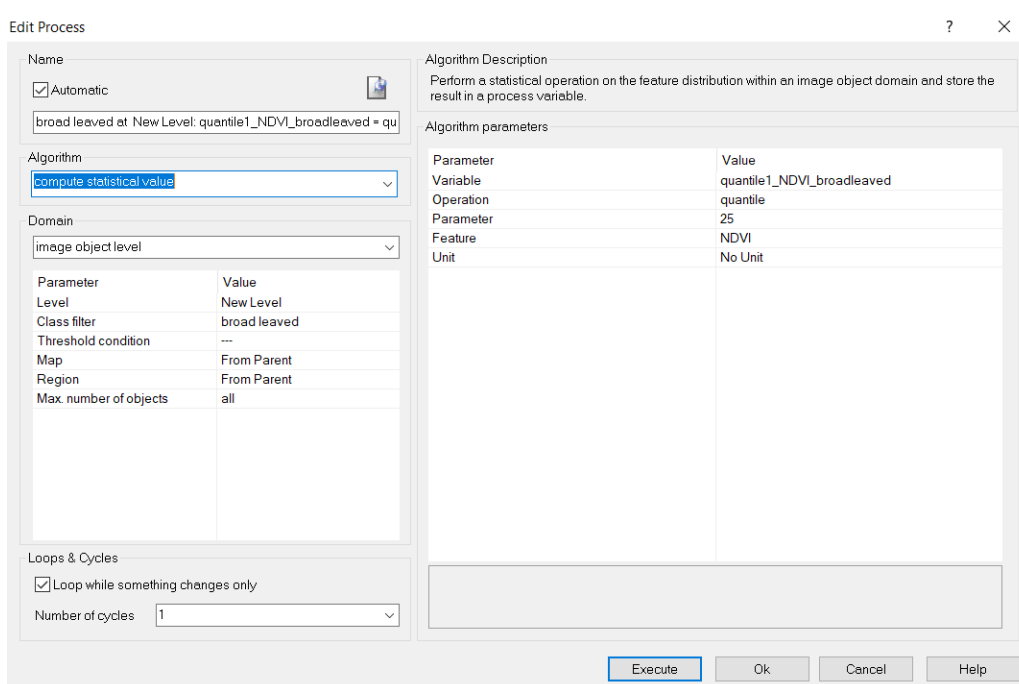 Edit Process
? ×
Name
Automatic
broad leaved at New Level: quantile1_NDVI_broadleaved = qu
Algorithm
compute statistical value
Domain
image object level
Parameter Value
Level New Level
Class filter broad leaved
Threshold condition ---
Map From Parent
Region From Parent
Max. number of objects all
Loops & Cycles
Loop while something changes only
Number of cycles 1
Algorithm Description
Perform a statistical operation on the feature distribution within an image object domain and store the
result in a process variable.
Algorithm parameters
Parameter Value
Variable quantile1_NDVI_broadleaved
Operation quantile
Parameter 25
Feature NDVI
Unit No Unit
Execute Ok Cancel Help